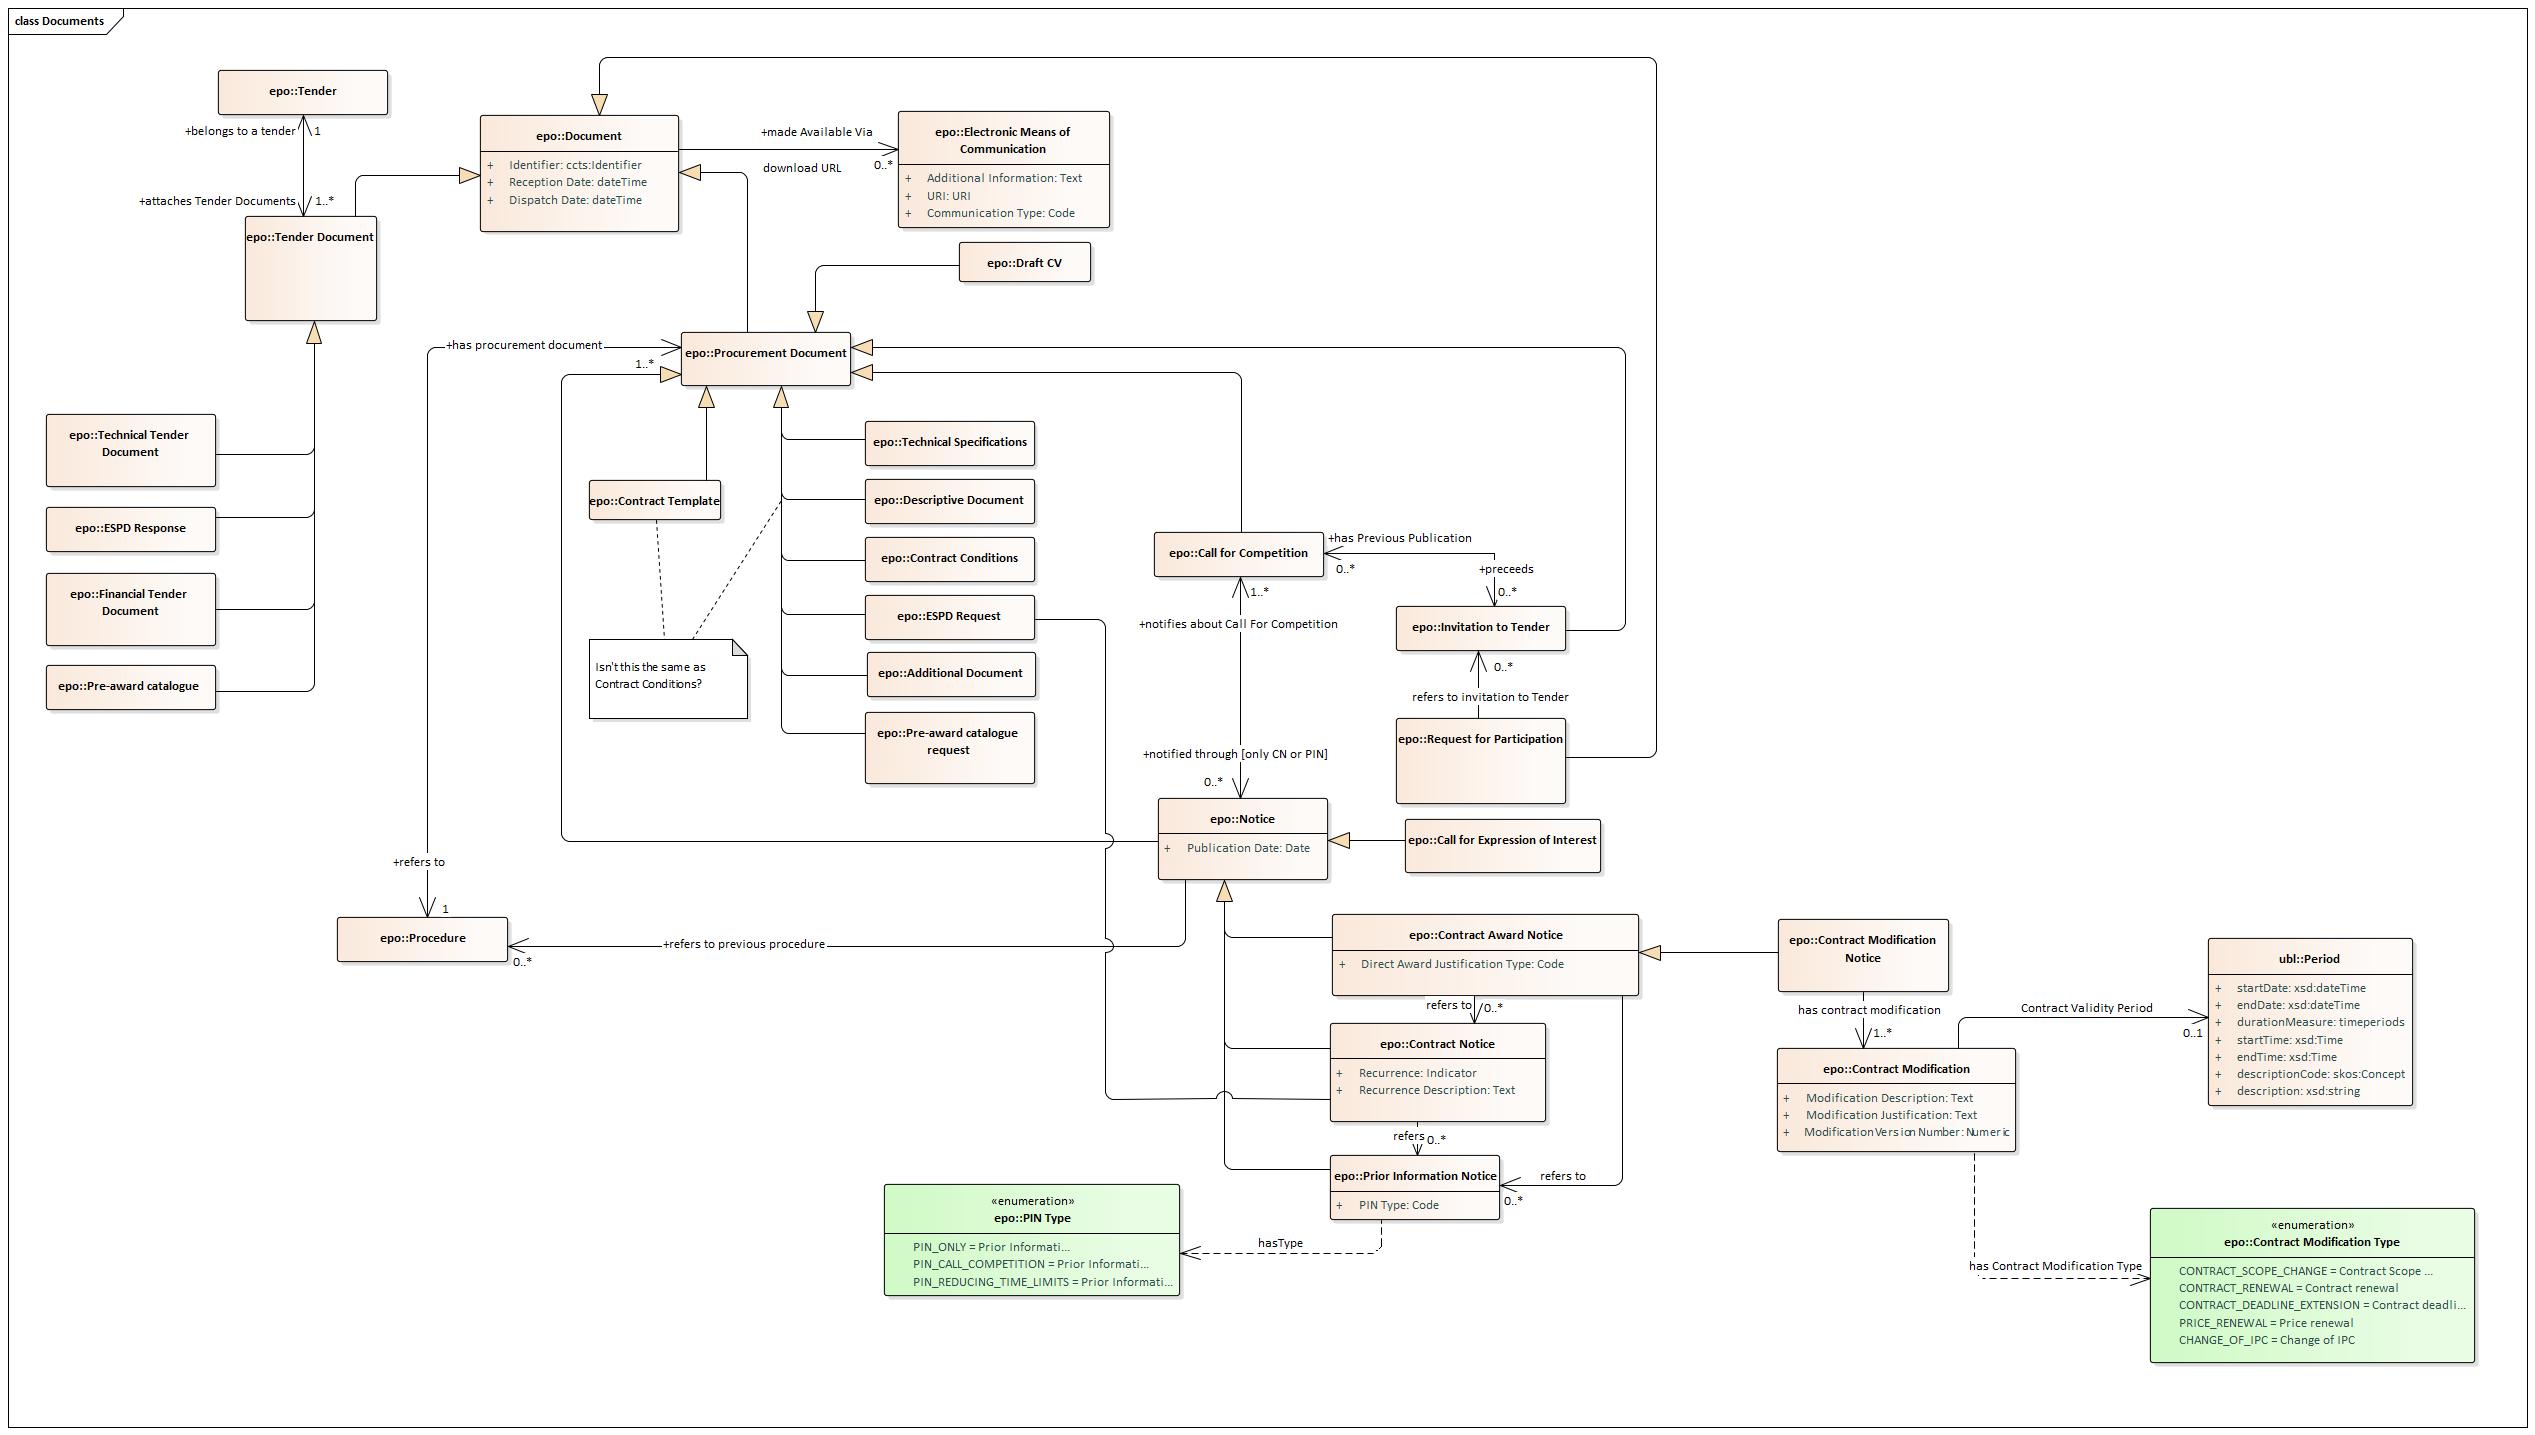 class Documents
epo::Tender
+belongs to a tender
1
+attaches Tender Documents
1..*
epo::Tender Document
epo::Document
+ Identifier: ccts:Identifier
+ Reception Date: dateTime
+ Dispatch Date: dateTime
+made Available Via
download URL
0..*
epo::Electronic Means of
Communication
+ Additional Information: Text
+ URI: URI
+ Communication Type: Code
epo::Draft CV
+has procurement document
1..*
epo::Procurement Document
epo::Technical Tender
Document
epo::ESPD Response
epo::Financial Tender
Document
epo::Pre-award catalogue
epo::Contract Template
Isn't this the same as
Contract Conditions?
epo::Technical Specifications
epo::Descriptive Document
epo::Contract Conditions
epo::ESPD Request
epo::Additional Document
epo::Pre-award catalogue
request
epo::Call for Competition
+has Previous Publication
0..*
+preceeds
0..*
1..*
+notifies about Call For Competition
epo::Invitation to Tender
0..*
refers to invitation to Tender
epo::Request for Participation
+notified through [only CN or PIN]
0..*
epo::Notice
+ Publication Date: Date
epo::Call for Expression of Interest
+refers to
1
epo::Procedure
0..*
+refers to previous procedure
epo::Contract Award Notice
+ Direct Award Justification Type: Code
refers to
0..*
epo::Contract Notice
+ Recurrence: Indicator
+ Recurrence Description: Text
refers
0..*
epo::Prior Information Notice
+ PIN Type: Code
refers to
0..*
hasType
«enumeration»
epo::PIN Type
PIN_ONLY = Prior Informati...
PIN_CALL_COMPETITION = Prior Informati...
PIN_REDUCING_TIME_LIMITS = Prior Informati...
epo::Contract Modification
Notice
has contract modification
1..*
epo::Contract Modification
+ Modification Description: Text
+ Modification Justification: Text
+ ModificationVersion Number: Numeric
Contract Validity Period
0..1
ubl::Period
+ startDate: xsd:dateTime
+ endDate: xsd:dateTime
+ durationMeasure: timeperiods
+ startTime: xsd:Time
+ endTime: xsd:Time
+ descriptionCode: skos:Concept
+ description: xsd:string
has Contract Modification Type
«enumeration»
epo::Contract Modification Type
CONTRACT_SCOPE_CHANGE = Contract Scope ...
CONTRACT_RENEWAL = Contract renewal
CONTRACT_DEADLINE_EXTENSION = Contract deadli...
PRICE_RENEWAL = Price renewal
CHANGE_OF_IPC = Change of IPC